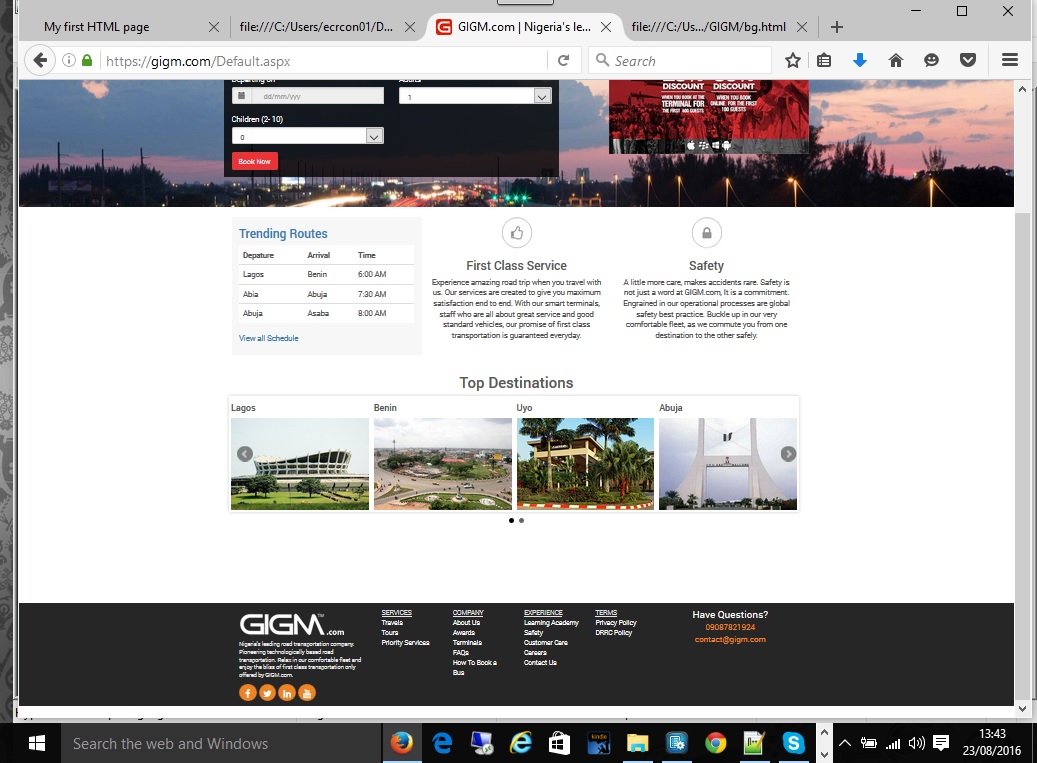 My first HTML page
file:///C:/Users/ecrcon01/D...
GIGM.com | Nigeria's le...
file:///C:/Us.../GIGM/bg.html
https://gigm.com/Default.aspx
Search
Adults
dd/mm/yyy
1
Children (2- 10)
0
Book Now
DISCOUNT DISCOUNT
WHEN YOU BOOK AT THE TERMINAL FOR THE FIRST 400 GUESTS
WHEN YOU BOOK ONLINE FOR THE FIRST 100 GUESTS
Trending Routes
Depature Arrival Time
Lagos Benin 6:00 AM
Abia Abuja 7:30 AM
Abuja Asaba 8:00 AM
View all Schedule
First Class Service
Experience amazing road trip when you travel with
us. Our services are created to give you maximum
satisfaction end to end. With our smart terminals,
staff who are all about great service and good
standard vehicles, our promise of first class
transportation is guaranteed everyday.
Safety
A little more care, makes accidents rare. Safety is
not just a word at GIGM.com, It is a commitment.
Engrained in our operational processes are global
safety best practice. Buckle up in our very
comfortable fleet, as we commute you from one
destination to the other safely.
Top Destinations
Lagos
Benin
Uyo
Abuja
GIGM.com
Nigeria's leading road transportation company.
Pioneering technologically based road
transportation. Relax in our comfortable fleet and
enjoy the bliss of first class transportation only
offered by GIGM.com.
SERVICES
Travels
Tours
Priority Services
COMPANY
About Us
Awards
Terminals
FAQs
How To Book a
Bus
EXPERIENCE
Learning Academy
Safety
Customer Care
Careers
Contact Us
TERMS
Privacy Policy
DRRC Policy
Have Questions?
09087821924
contact@gigm.com
Search the web and Windows
kindle
13:43
23/08/2016